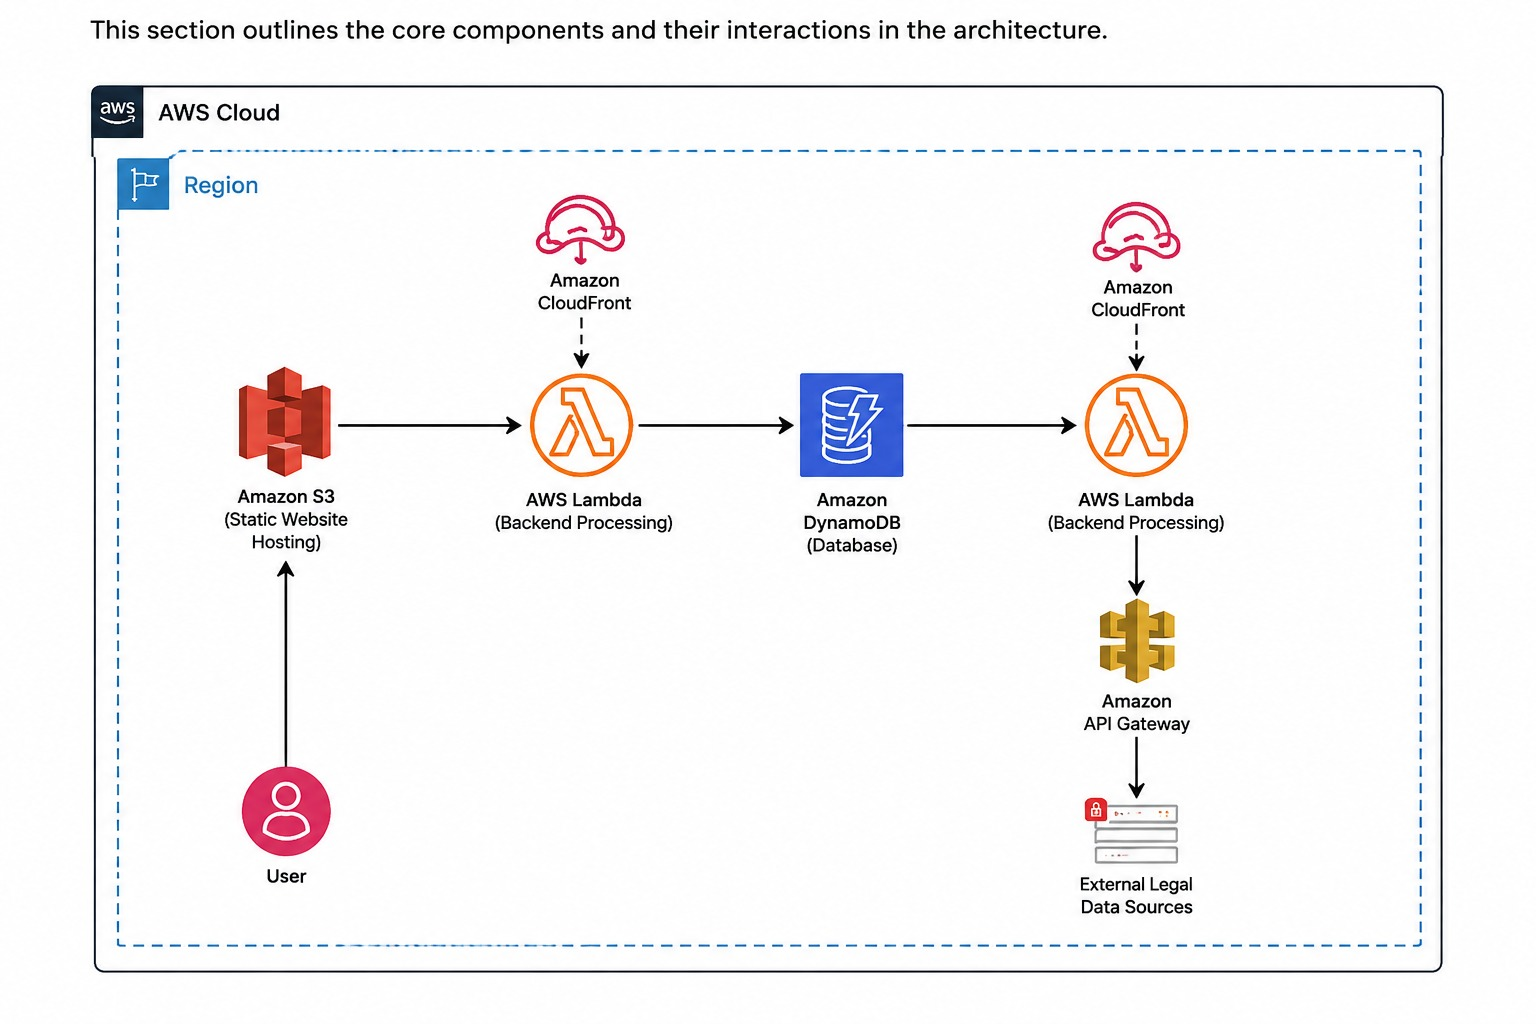 This section outlines the core components and their interactions in the architecture.
aws
AWS Cloud
Region
Amazon
CloudFront
Amazon
CloudFront
Amazon S3
(Static Website
Hosting)
AWS Lambda
(Backend Processing)
Amazon
DynamoDB
(Database)
AWS Lambda
(Backend Processing)
Amazon
API Gateway
User
External Legal
Data Sources